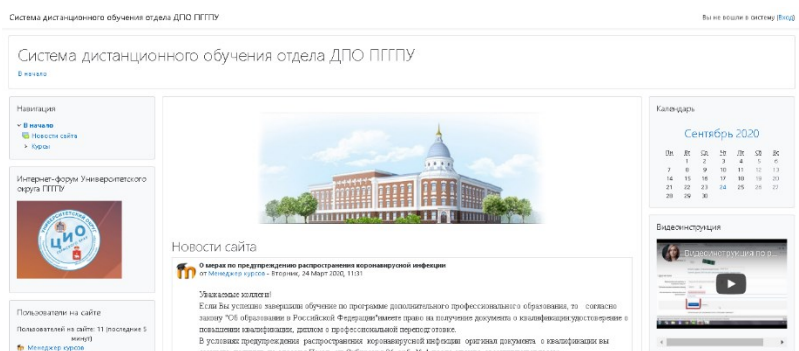 Система дистанционного обучения отдела ДПО ПГГПУ
Вы не вошли в систему (Вход)
Система дистанционного обучения отдела ДПО ПГГПУ
В начало
Навигация
В начало
Новости сайта
Курсы
Интернет-форум Университетского
округа ПГГПУ
УНИВЕРСИТЕТСКИЙ ОКРУГ
ЦИО
Пользователи на сайте
Пользователей на сайте: 11 (последние 5
минут)
Менеджер курсов
Новости сайта
О мерах по предупреждению распространения коронавирусной инфекции
от Менеджер курсов - Вторник, 24 Март 2020, 11:31
Уважаемые коллеги!
Если Вы успешно завершили обучение по программе дополнительного профессионального образования, то согласно
закону "Об образовании в Российской Федерации" имеете право на получение документа о квалификации: удостоверение о
повышении квалификации, диплом о профессиональной переподготовке.
В условиях предупреждения распространения коронавирусной инфекции оригинал документа о квалификации вы
Календарь
Сентябрь 2020
Пн Вт Ср Чт Пт Сб Вс
1 2 3 4 5 6
7 8 9 10 11 12 13
14 15 16 17 18 19 20
21 22 23 24 25 26 27
28 29 30
Видеоинструкция
Видеоинструкция по р...